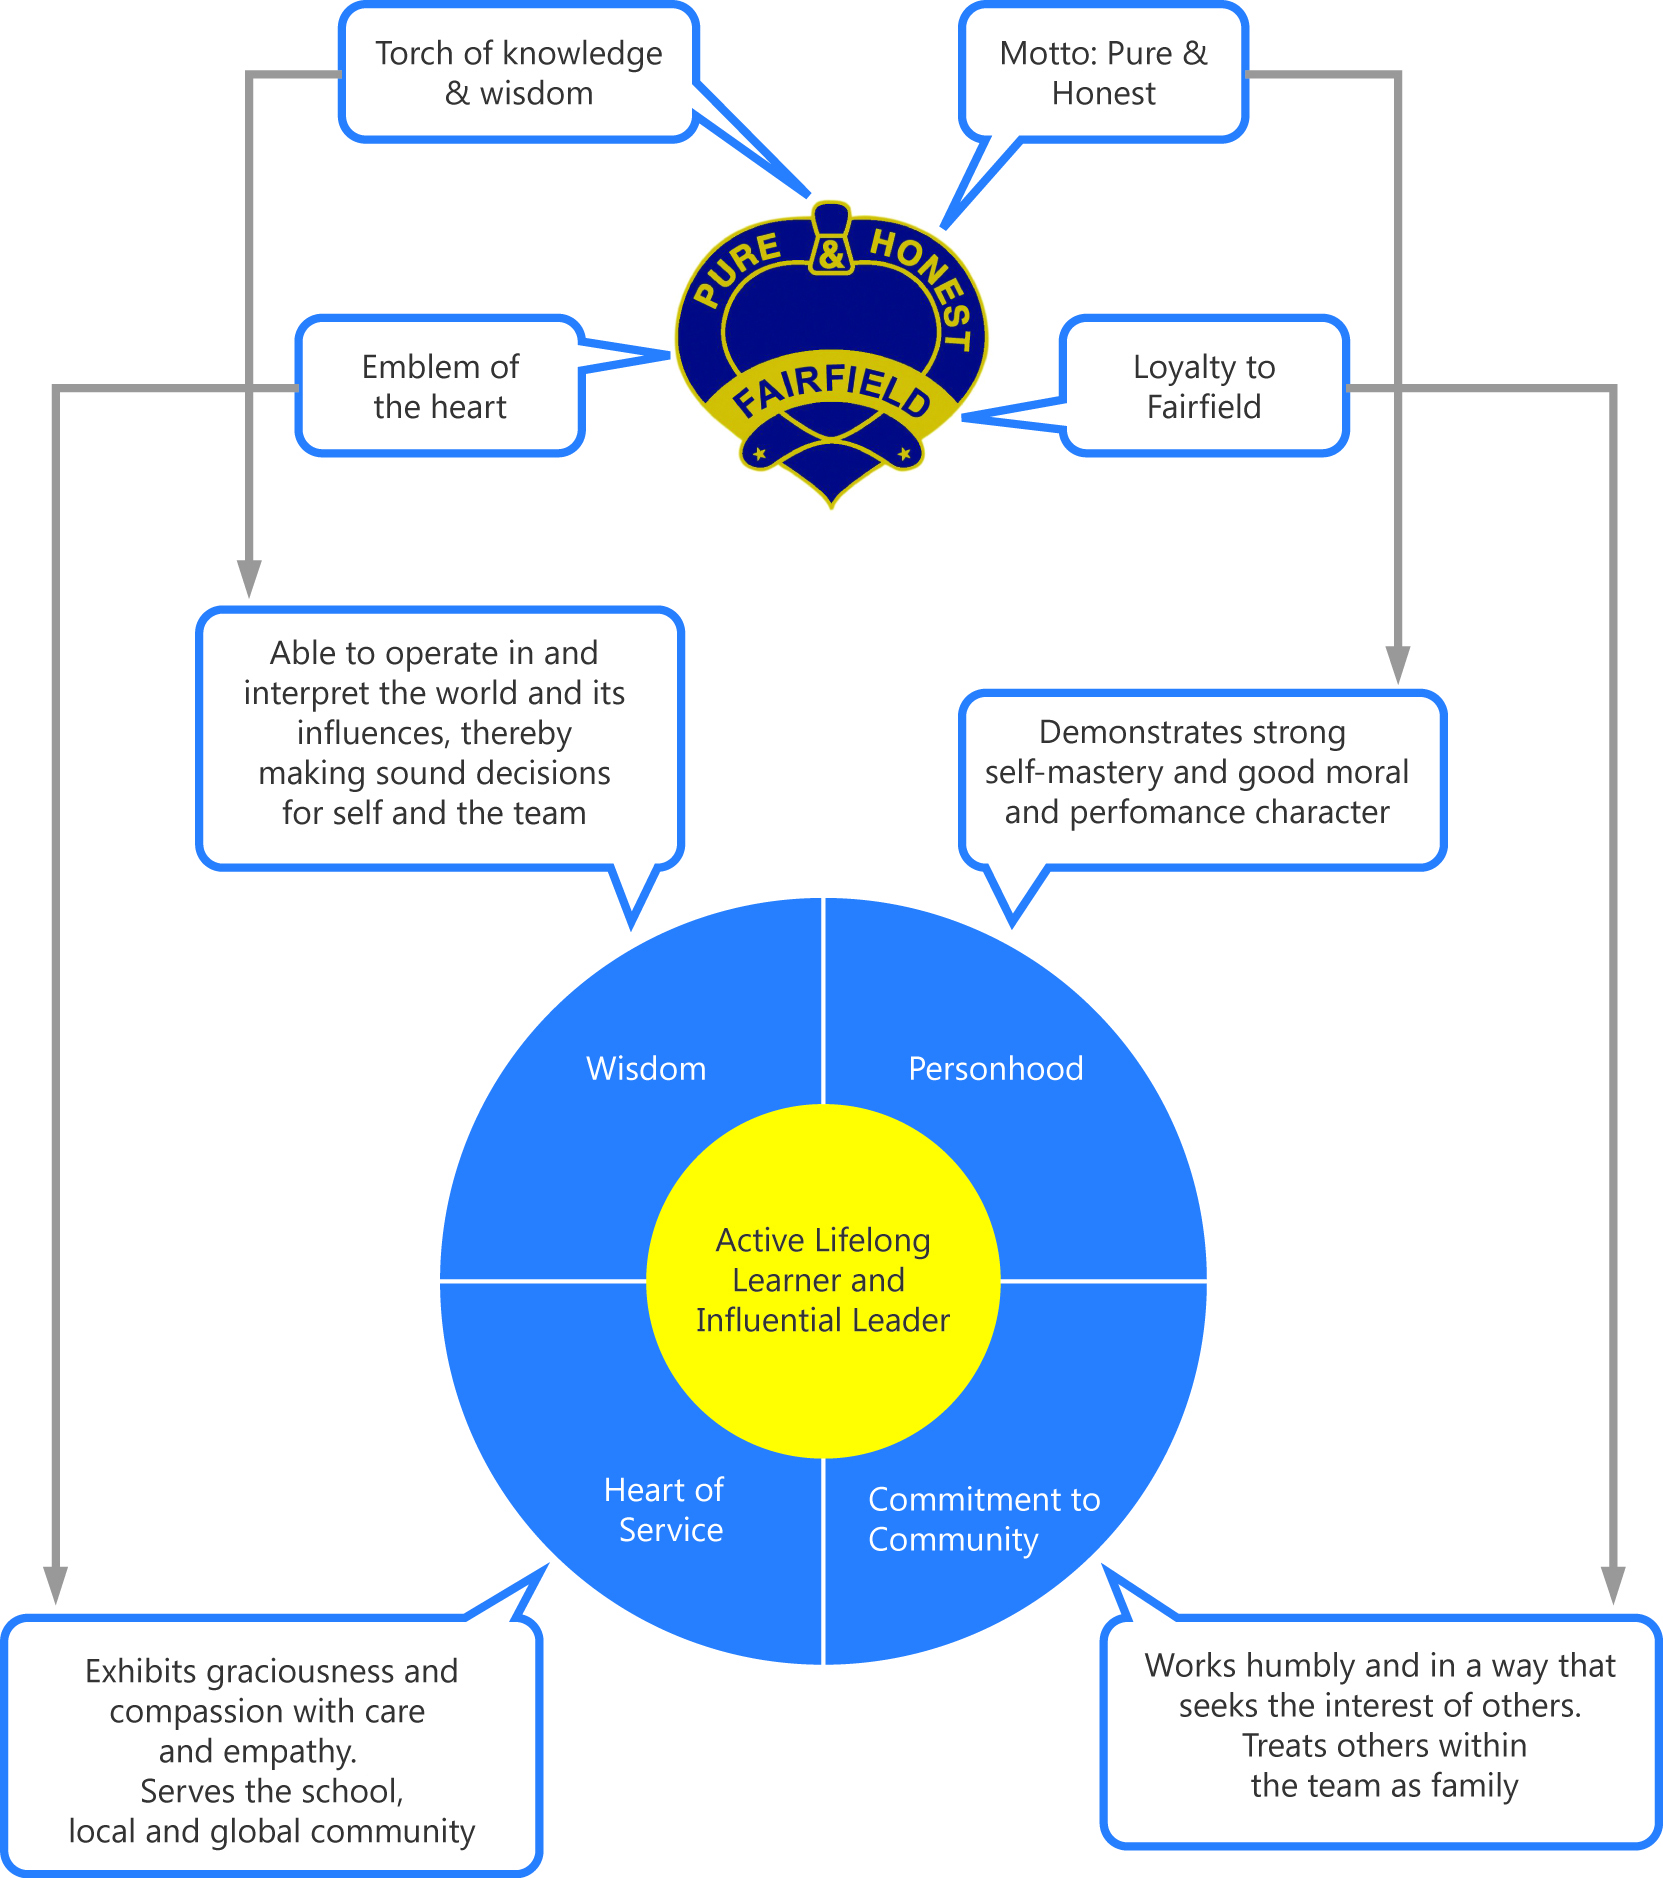 Torch of knowledge
& wisdom
Motto: Pure &
Honest
PURE & HONEST
FAIRFIELD
Emblem of
the heart
Loyalty to
Fairfield
Able to operate in and
interpret the world and its
influences, thereby
making sound decisions
for self and the team
Demonstrates strong
self-mastery and good moral
and perfomance character
Wisdom
Personhood
Active Lifelong
Learner and
Influential Leader
Heart of
Service
Commitment to
Community
Exhibits graciousness and
compassion with care
and empathy.
Serves the school,
local and global community
Works humbly and in a way that
seeks the interest of others.
Treats others within
the team as family